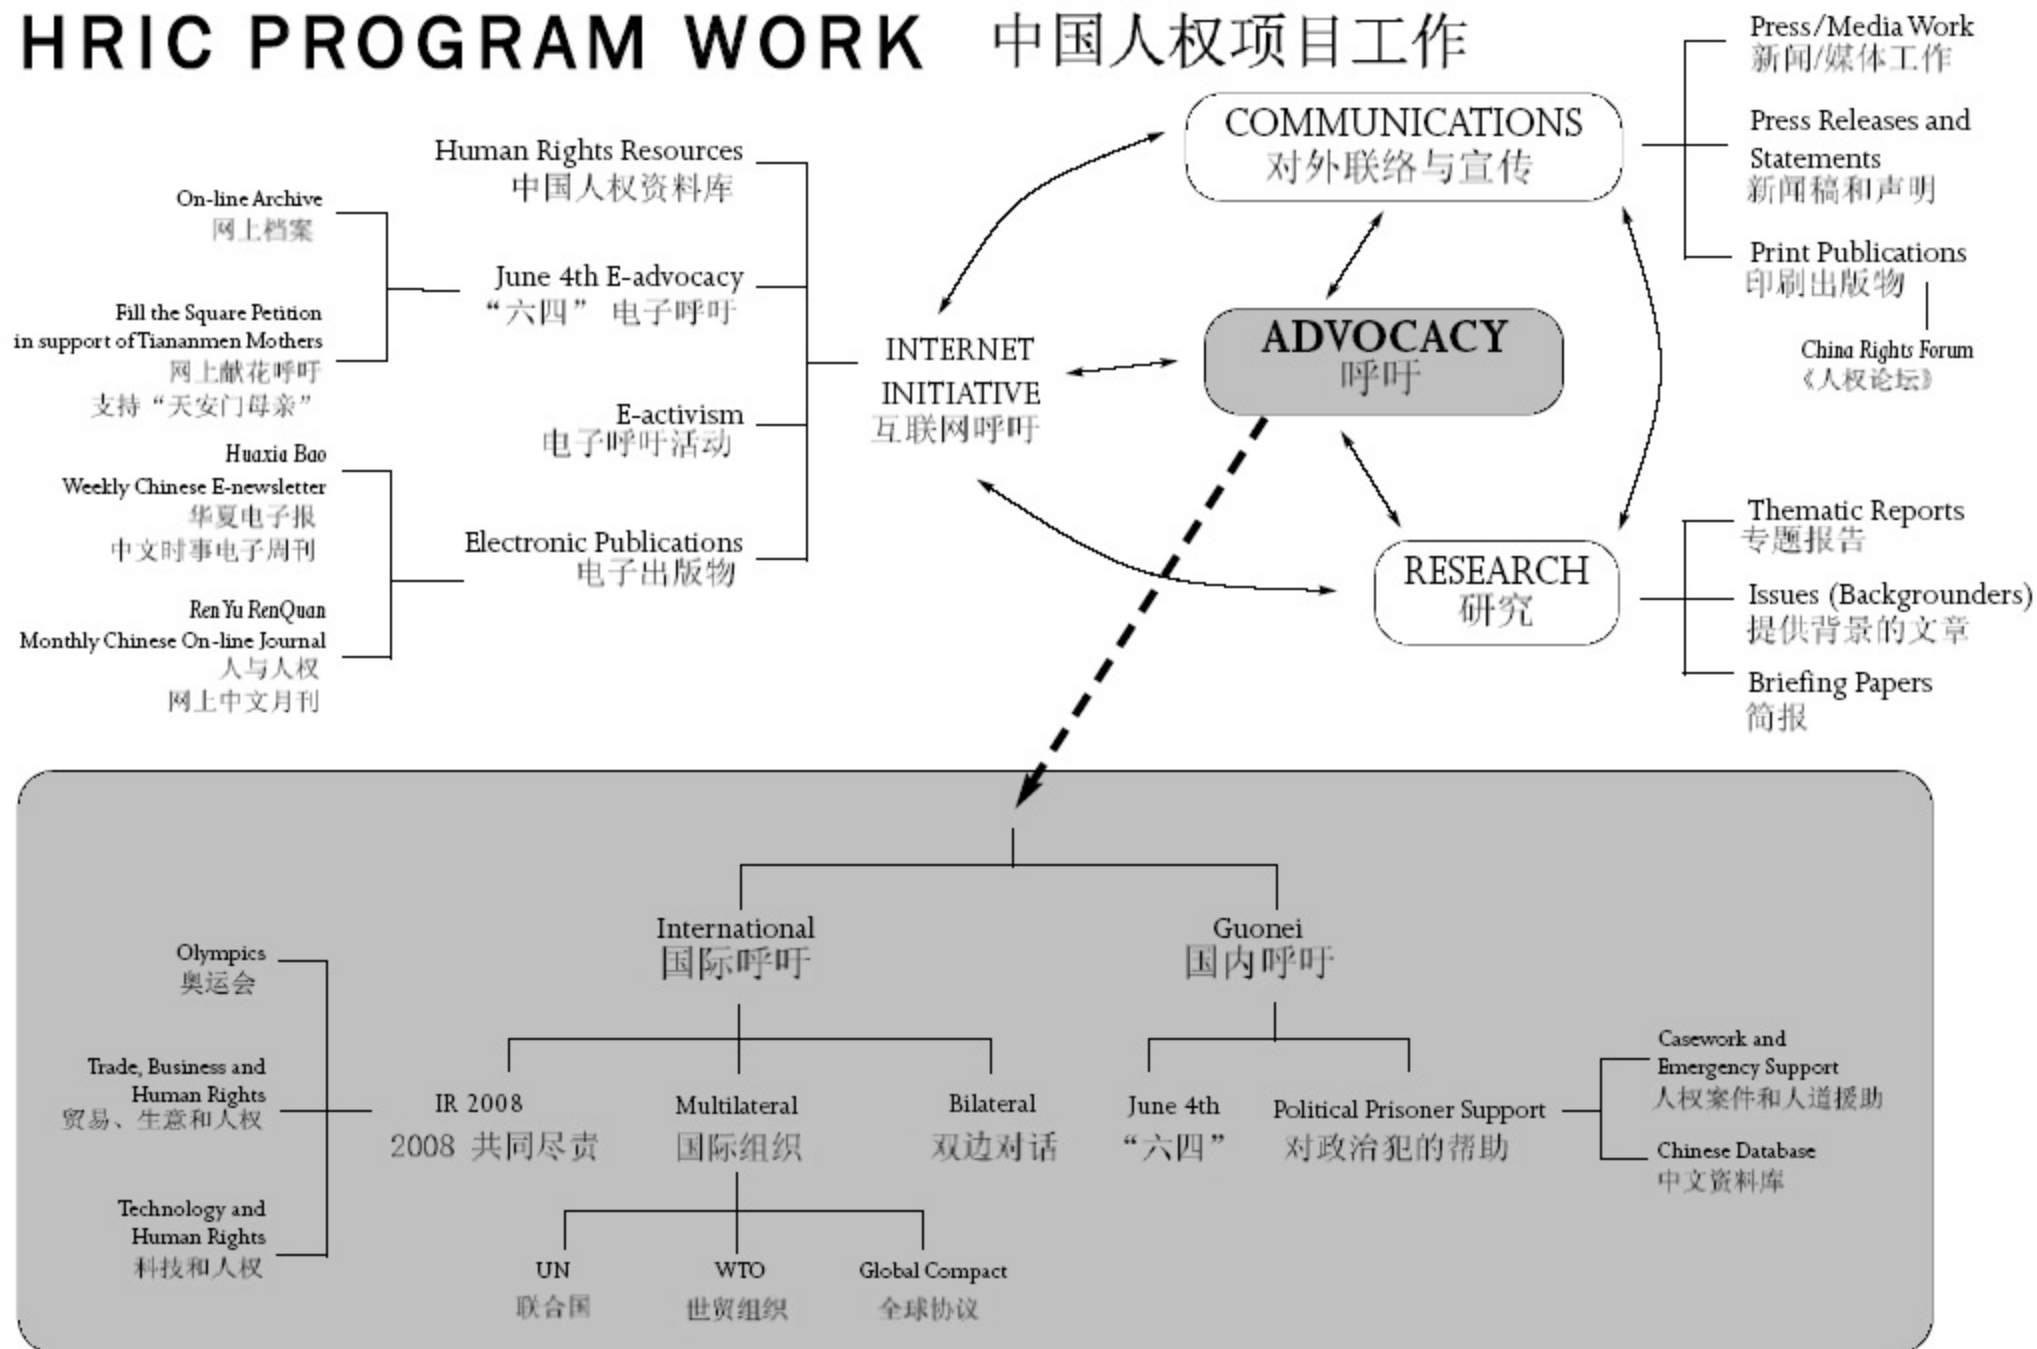 HRIC PROGRAM WORK 中国人权项目工作
Press/Media Work
新闻/媒体工作
COMMUNICATIONS
对外联络与宣传
Press Releases and
Statements
新闻稿和声明
Print Publications
印刷出版物
China Rights Forum
《人权论坛》
Human Rights Resources
中国人权资料库
On-line Archive
网上档案
June 4th E-advocacy
“六四” 电子呼吁
Fill the Square Petition
in support of Tiananmen Mothers
网上献花呼吁
支持“天安门母亲”
INTERNET
INITIATIVE
互联网呼吁
ADVOCACY
呼吁
E-activism
电子呼吁活动
Huaxia Bao
Weekly Chinese E-newsletter
华夏电子报
中文时事电子周刊
Electronic Publications
电子出版物
Ren Yu RenQuan
Monthly Chinese On-line Journal
人与人权
网上中文月刊
RESEARCH
研究
Thematic Reports
专题报告
Issues (Backgrounders)
提供背景的文章
Briefing Papers
简报
International
国际呼吁
Guonei
国内呼吁
Olympics
奥运会
Trade, Business and
Human Rights
贸易、生意和人权
Technology and
Human Rights
科技和人权
IR 2008
2008 共同尽责
Multilateral
国际组织
Bilateral
双边对话
June 4th
“六四”
Political Prisoner Support
对政治犯的帮助
Casework and
Emergency Support
人权案件和人道援助
Chinese Database
中文资料库
UN
联合国
WTO
世贸组织
Global Compact
全球协议